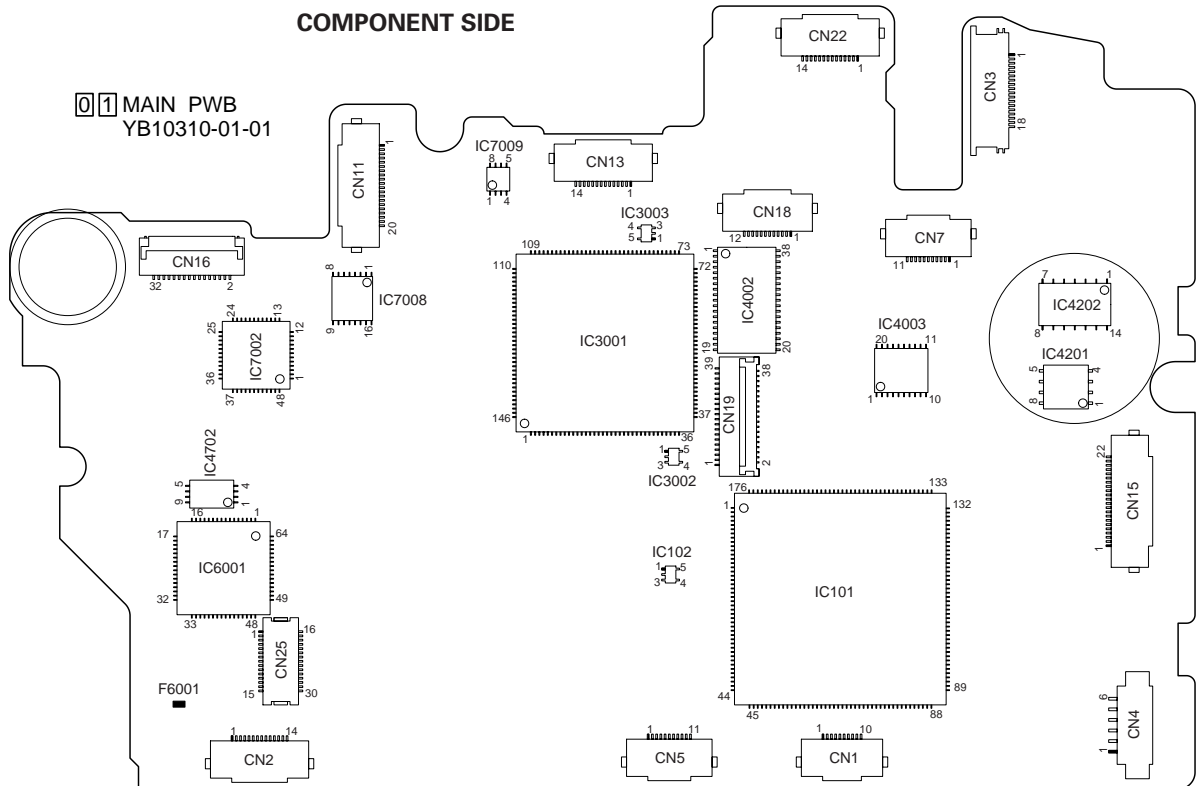 COMPONENT SIDE
0 1 MAIN PWB
YB10310-01-01
CN22
14 1
CN3
1
18
CN11
1
20
IC7009
8 5
1 4
CN13
14 1
IC3003
4 3
5 1
CN18
12 1
CN7
11 1
CN16
32 2
IC7008
8 1
9 16
IC3001
109 73
110 72
146 37
1 36
IC4002
1 38
19 20
IC4202
7 1
8 14
IC4003
20 11
1 10
IC4201
5 4
8 1
IC7002
24 13
25 12
36 1
37 48
CN19
39 38
1 2
IC3002
1 5
3 4
IC4702
5 4
9 1
CN15
22
1
IC6001
16 1
17 64
32 49
33 48
IC102
1 5
3 4
IC101
176 133
1 132
44 89
45 88
CN25
1 16
15 30
F6001
CN4
6
1
CN2
1 14
CN5
1 11
CN1
1 10